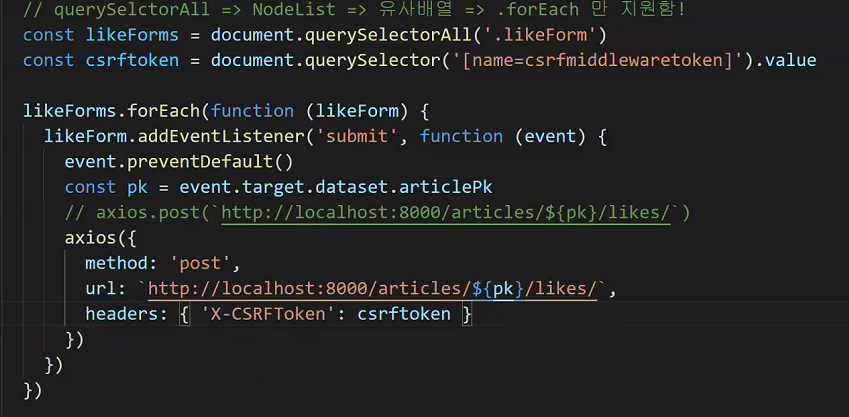 // querySelctorAll => NodeList => 유사배열 => .forEach 만 지원함!
const likeForms = document.querySelectorAll('.likeForm')
const csrftoken = document.querySelector('[name=csrfmiddlewaretoken]').value
likeForms.forEach(function (likeForm) {
likeForm.addEventListener('submit', function (event) {
event.preventDefault()
const pk = event.target.dataset.articlePk
// axios.post(`http://localhost:8000/articles/${pk}/likes/`)
axios({
method: 'post',
url: `http://localhost:8000/articles/${pk}/likes/`,
headers: { 'X-CSRFToken': csrftoken }
})
})
})